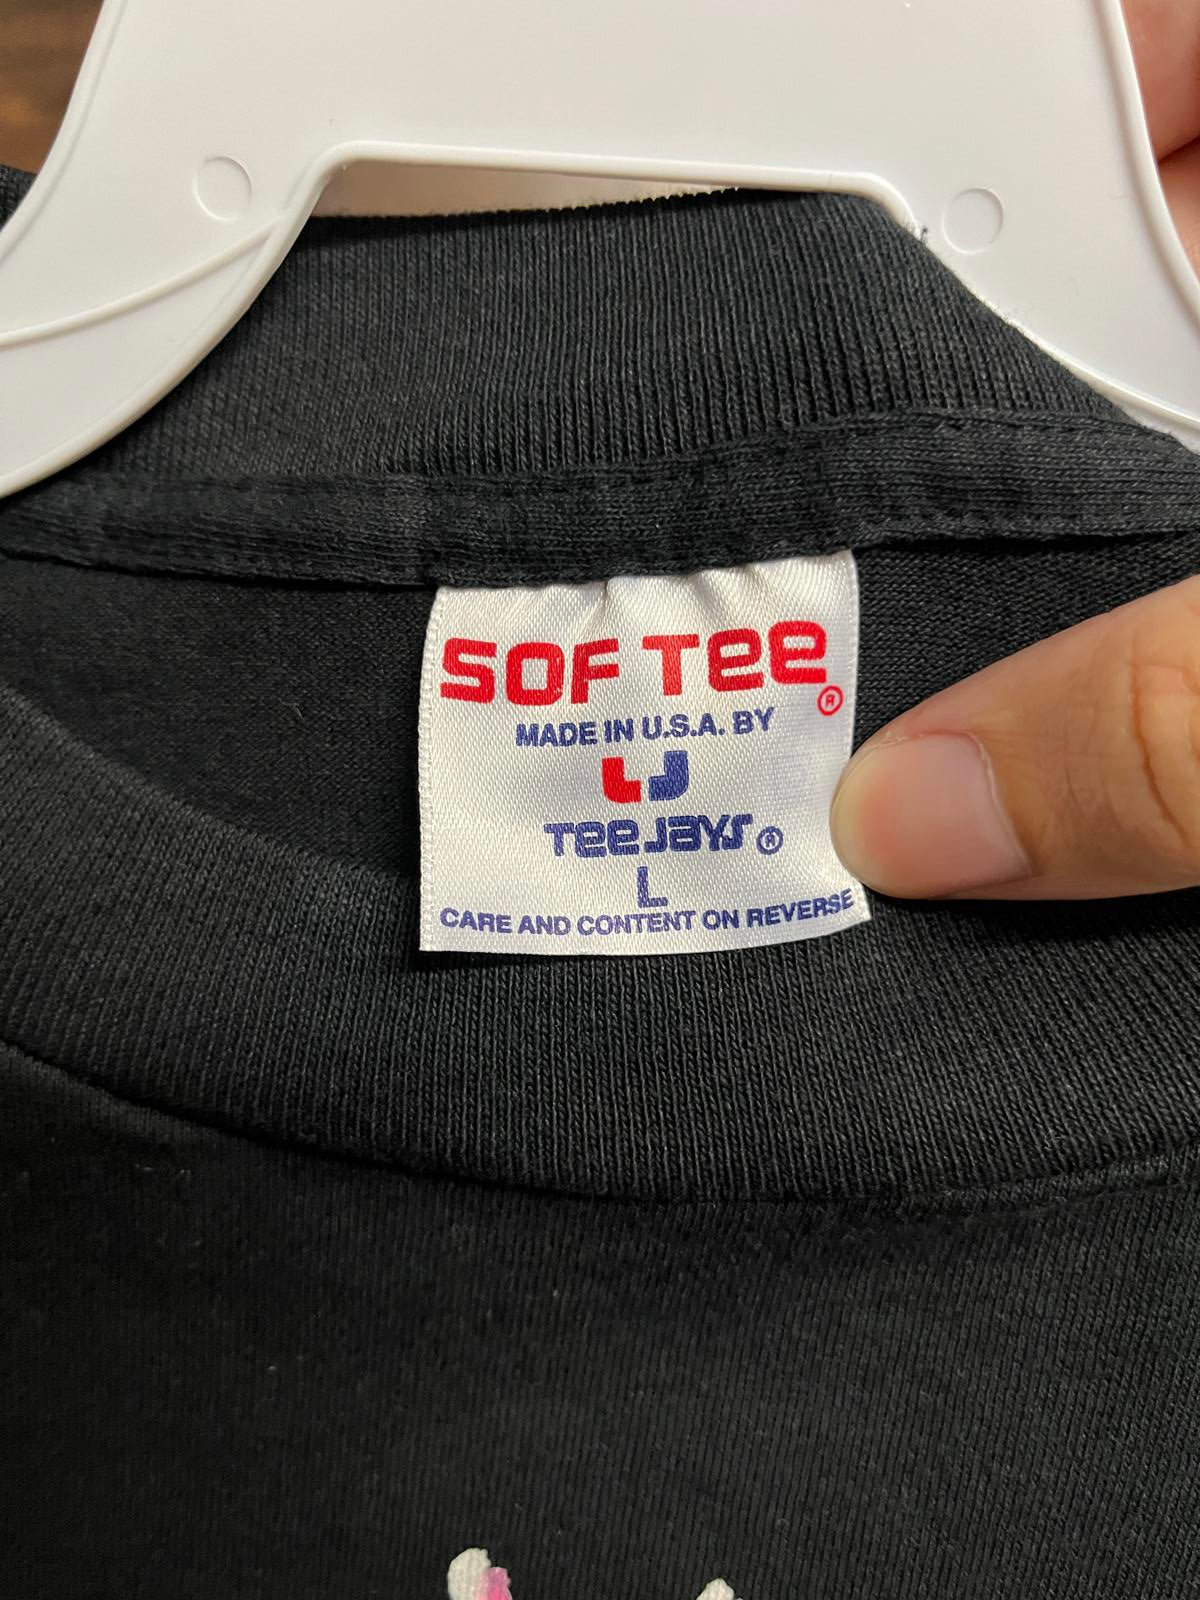 SOF TEE ®
MADE IN U.S.A. BY
TEE JAYS ®
L
CARE AND CONTENT ON REVERSE